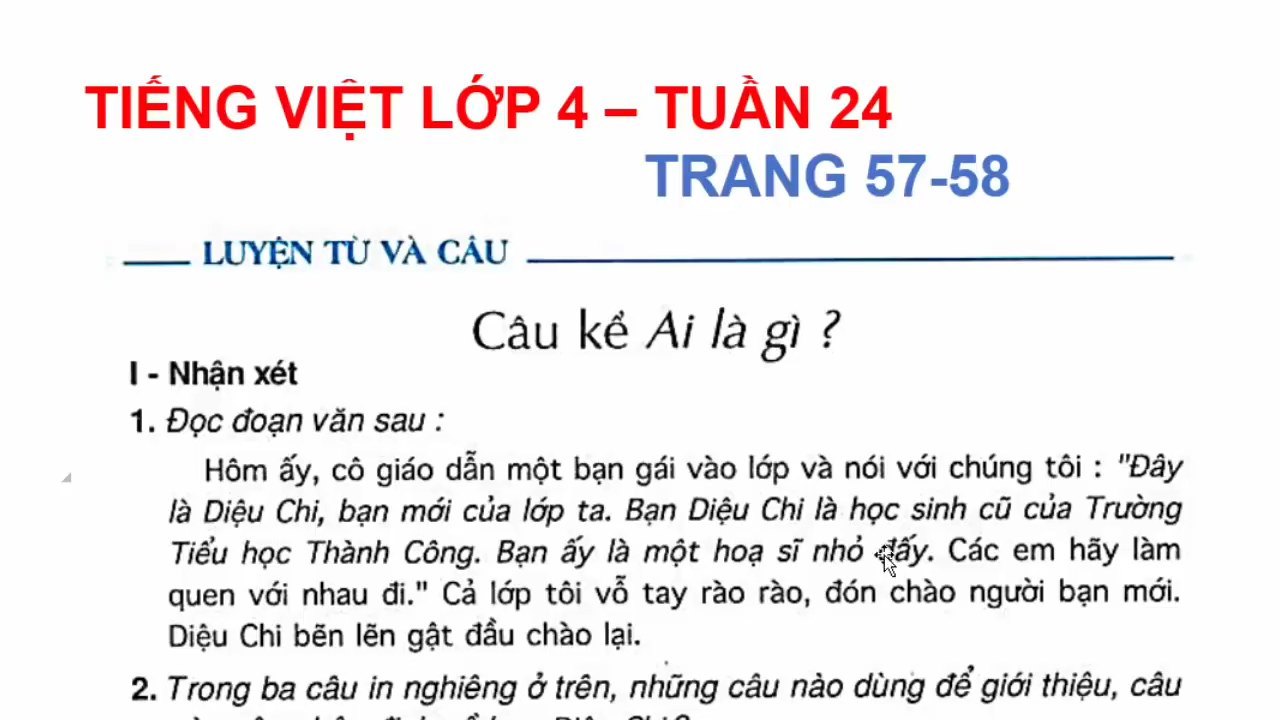 TIẾNG VIỆT LỚP 4 – TUẦN 24
TRANG 57-58
LUYỆN TỪ VÀ CÂU
Câu kể Ai là gì ?
I - Nhận xét
1. Đọc đoạn văn sau :
Hôm ấy, cô giáo dẫn một bạn gái vào lớp và nói với chúng tôi : "Đây
là Diệu Chi, bạn mới của lớp ta. Bạn Diệu Chi là học sinh cũ của Trường
Tiểu học Thành Công. Bạn ấy là một hoạ sĩ nhỏ đấy. Các em hãy làm
quen với nhau đi." Cả lớp tôi vỗ tay rào rào, đón chào người bạn mới.
Diệu Chi bẽn lẽn gật đầu chào lại.
2. Trong ba câu in nghiêng ở trên, những câu nào dùng để giới thiệu, câu